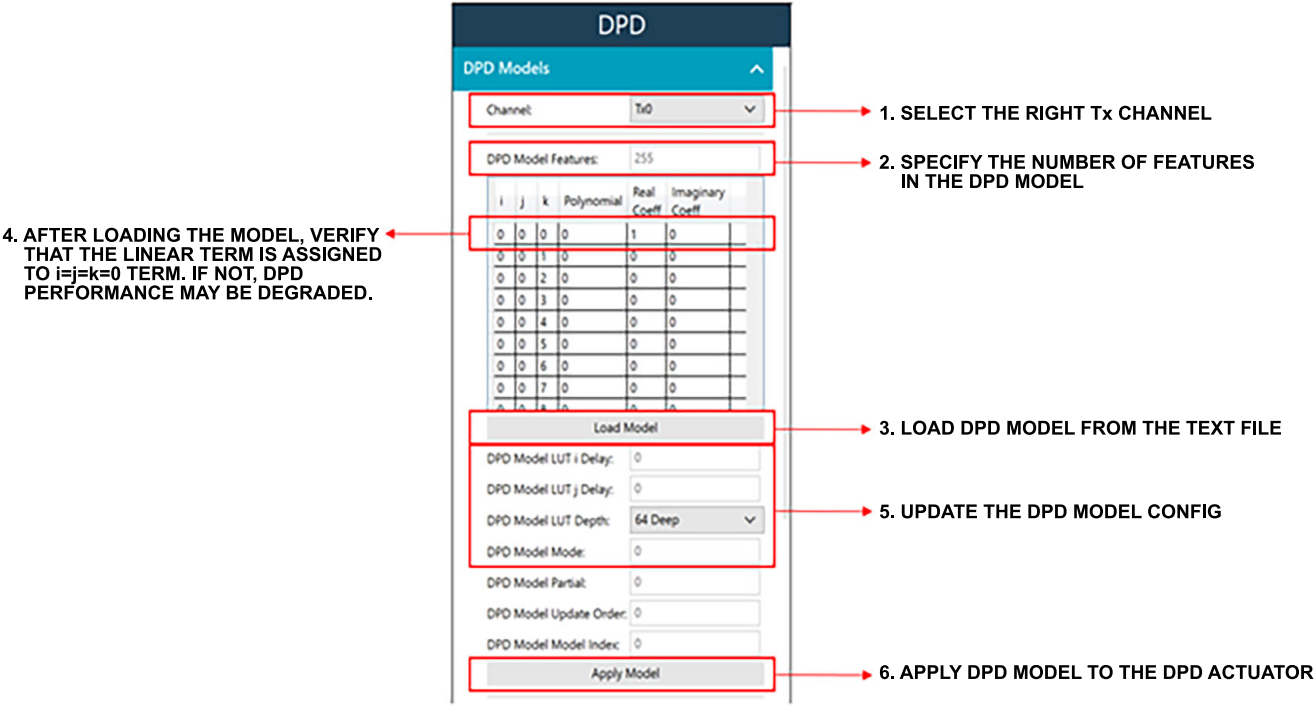 DPD
DPD Models
Channel: Tx0
1. SELECT THE RIGHT Tx CHANNEL
DPD Model Features: 255
2. SPECIFY THE NUMBER OF FEATURES
IN THE DPD MODEL
i j k Polynomial Real Coeff Imaginary Coeff
0 0 0 0 1 0
4. AFTER LOADING THE MODEL, VERIFY
THAT THE LINEAR TERM IS ASSIGNED
TO i=j=k=0 TERM. IF NOT, DPD
PERFORMANCE MAY BE DEGRADED.
0 0 1 0 0 0
0 0 2 0 0 0
0 0 3 0 0 0
0 0 4 0 0 0
0 0 5 0 0 0
0 0 6 0 0 0
0 0 7 0 0 0
0 0 8 0 0 0
Load Model
3. LOAD DPD MODEL FROM THE TEXT FILE
DPD Model LUT i Delay: 0
DPD Model LUT j Delay: 0
DPD Model LUT Depth: 64 Deep
5. UPDATE THE DPD MODEL CONFIG
DPD Model Mode: 0
DPD Model Partial: 0
DPD Model Update Order: 0
DPD Model Model Index: 0
Apply Model
6. APPLY DPD MODEL TO THE DPD ACTUATOR